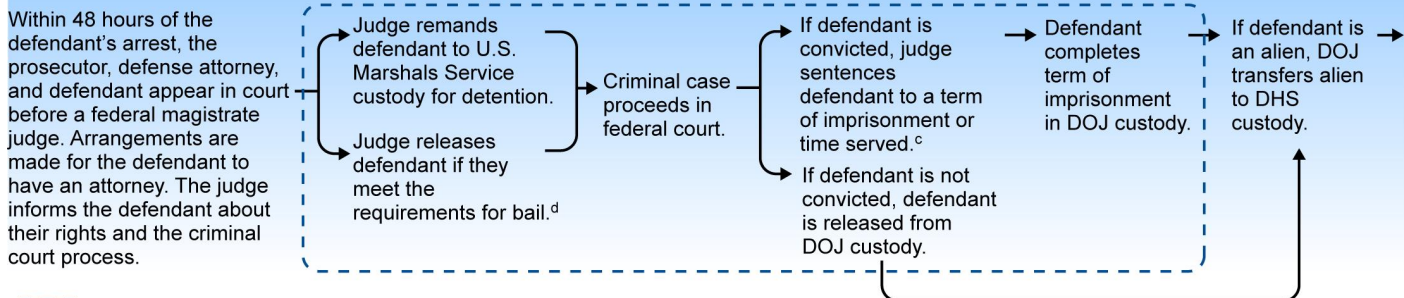 Within 48 hours of the
defendant’s arrest, the
prosecutor, defense attorney,
and defendant appear in court
before a federal magistrate
judge. Arrangements are
made for the defendant to
have an attorney. The judge
informs the defendant about
their rights and the criminal
court process.
Judge remands
defendant to U.S.
Marshals Service
custody for detention.
Judge releases
defendant if they
meet the
requirements for bail.d
Criminal case
proceeds in
federal court.
If defendant is
convicted, judge
sentences
defendant to a term
of imprisonment or
time served.c
If defendant is not
convicted, defendant
is released from
DOJ custody.
Defendant
completes
term of
imprisonment
in DOJ custody.
If defendant is
an alien, DOJ
transfers alien
to DHS
custody.